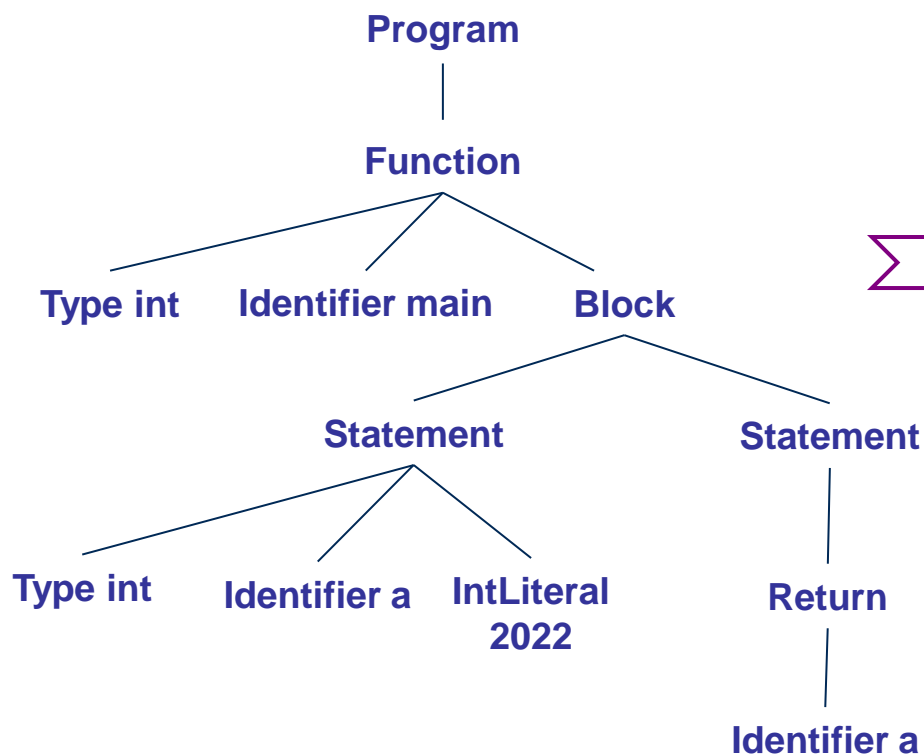 Program
Function
Type int
Identifier main
Block
Statement
Statement
Type int
Identifier a
IntLiteral
2022
Return
Identifier a